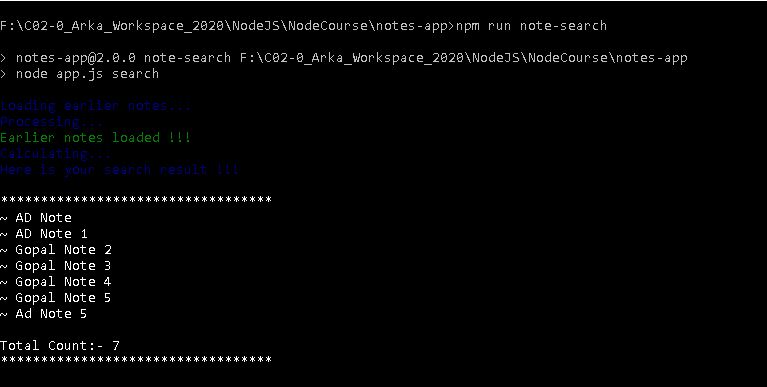 F:\C02-0_Arka_Workspace_2020\NodeJS\NodeCourse\notes-app>npm run note-search
> notes-app@2.0.0 note-search F:\C02-0_Arka_Workspace_2020\NodeJS\NodeCourse\notes-app
> node app.js search
Loading earlier notes...
Processing...
Earlier notes loaded !!!
Calculating...
Here is your search result !!!
**********************************
~ AD Note
~ AD Note 1
~ Gopal Note 2
~ Gopal Note 3
~ Gopal Note 4
~ Gopal Note 5
~ Ad Note 5
Total Count:- 7
**********************************